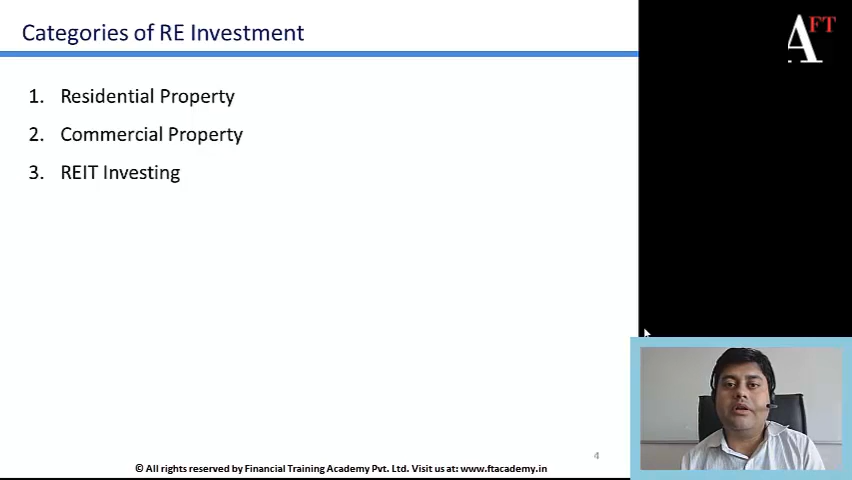 Categories of RE Investment
AFT
1. Residential Property
2. Commercial Property
3. REIT Investing
4
© All rights reserved by Financial Training Academy Pvt. Ltd. Visit us at: www.ftacademy.in